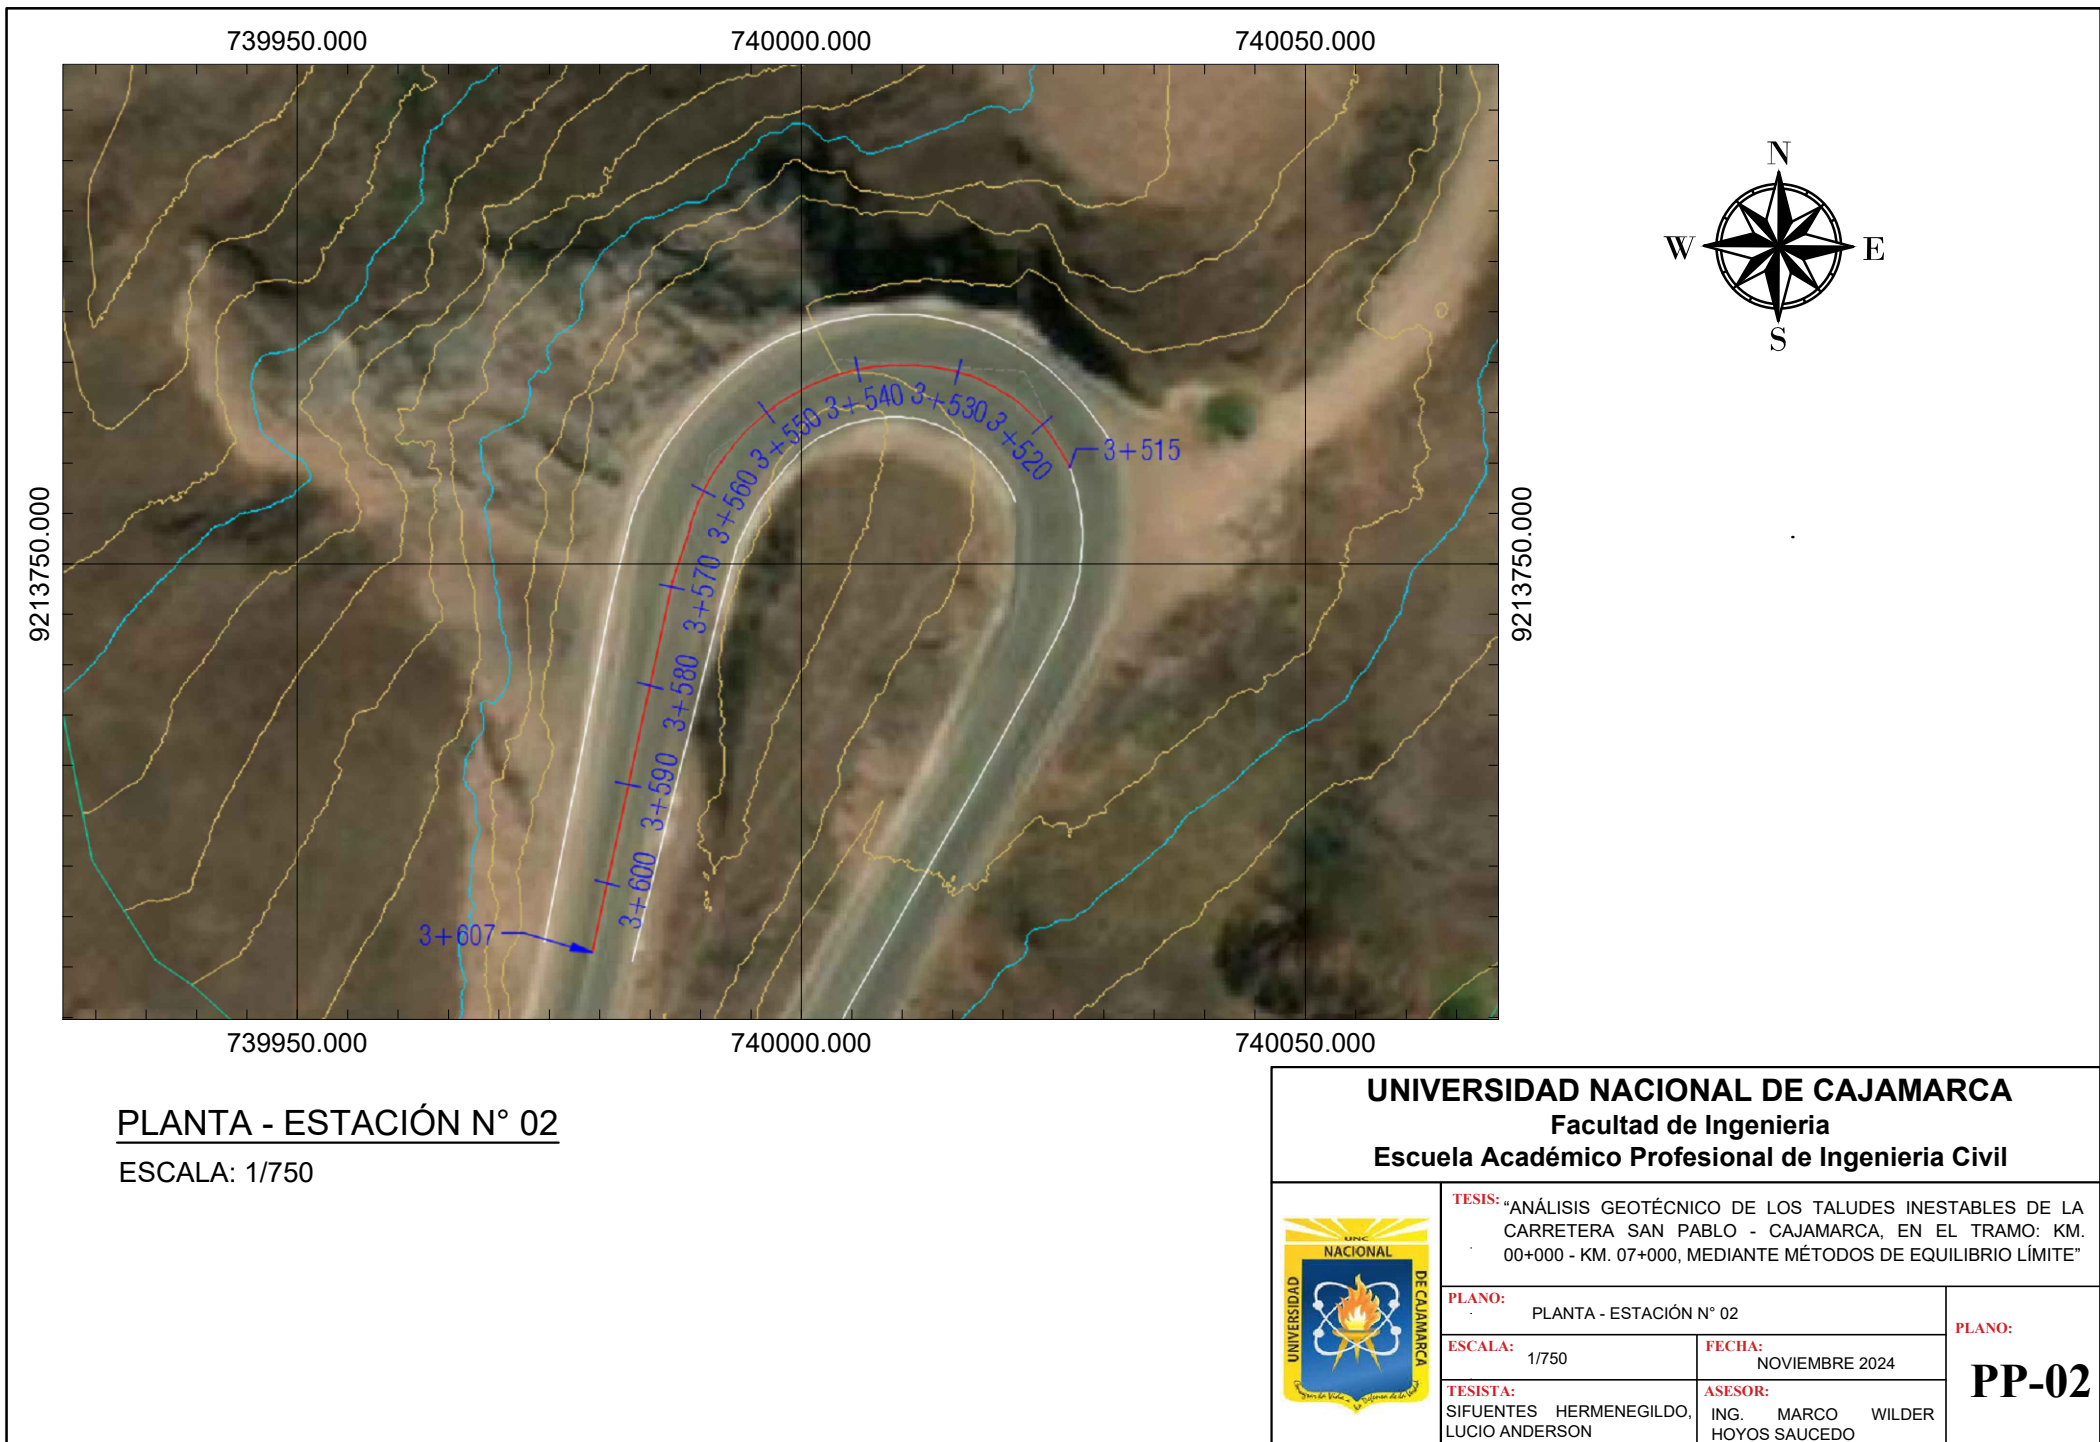 739950.000
740000.000
740050.000
9213750.000
9213750.000
N
W
E
S
3+540
3+530
3+550
3+520
3+515
3+560
3+570
3+580
3+590
3+600
3+607
739950.000
740000.000
740050.000
PLANTA - ESTACIÓN N° 02
ESCALA: 1/750
UNIVERSIDAD NACIONAL DE CAJAMARCA
Facultad de Ingenieria
Escuela Académico Profesional de Ingenieria Civil
UNC
NACIONAL
UNIVERSIDAD
DE CAJAMARCA
TESIS: “ANÁLISIS GEOTÉCNICO DE LOS TALUDES INESTABLES DE LA
CARRETERA SAN PABLO - CAJAMARCA, EN EL TRAMO: KM.
00+000 - KM. 07+000, MEDIANTE MÉTODOS DE EQUILIBRIO LÍMITE”
PLANO:
PLANTA - ESTACIÓN N° 02
ESCALA:
1/750
FECHA:
NOVIEMBRE 2024
PLANO:
PP-02
TESISTA:
SIFUENTES HERMENEGILDO,
LUCIO ANDERSON
ASESOR:
ING. MARCO WILDER
HOYOS SAUCEDO